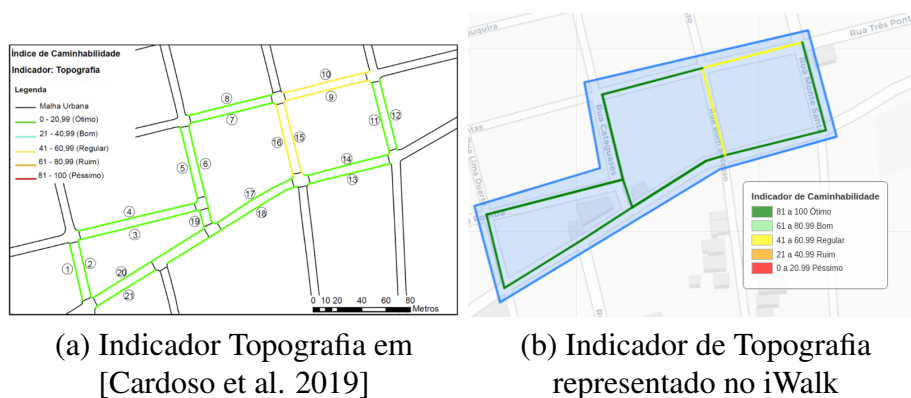 Índice de Caminhabilidade
Indicador: Topografia
Legenda
Malha Urbana
0 - 20,99 (Ótimo)
21 - 40,99 (Bom)
41 - 60,99 (Regular)
61 - 80,99 (Ruim)
81 - 100 (Péssimo)
10
8
9
7
11
12
5
6
16
15
14
13
17
4
19
18
3
1
2
20
21
0 10 20 40 60 80
Metros
Rua Três Pont
Rua Cataguases
Rua Monte Sant
Rua Lima Duart
Indicador de Caminhabilidade
81 a 100 Ótimo
61 a 80.99 Bom
41 a 60.99 Regular
21 a 40.99 Ruim
0 a 20.99 Péssimo
(a) Indicador Topografia em
[Cardoso et al. 2019]
(b) Indicador de Topografia
representado no iWalk